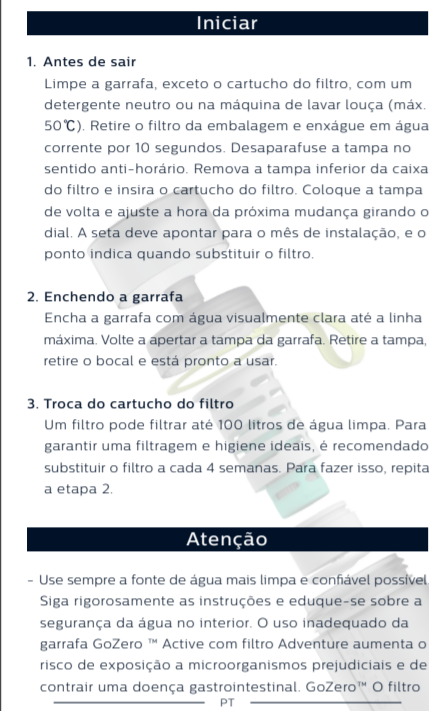 Iniciar
1. Antes de sair
Limpe a garrafa, exceto o cartucho do filtro, com um
detergente neutro ou na máquina de lavar louça (máx.
50℃). Retire o filtro da embalagem e enxágue em água
corrente por 10 segundos. Desaparafuse a tampa no
sentido anti-horário. Remova a tampa inferior da caixa
do filtro e insira o cartucho do filtro. Coloque a tampa
de volta e ajuste a hora da próxima mudança girando o
dial. A seta deve apontar para o mês de instalação, e o
ponto indica quando substituir o filtro.
2. Enchendo a garrafa
Encha a garrafa com água visualmente clara até a linha
máxima. Volte a apertar a tampa da garrafa. Retire a tampa,
retire o bocal e está pronto a usar.
3. Troca do cartucho do filtro
Um filtro pode filtrar até 100 litros de água limpa. Para
garantir uma filtragem e higiene ideais, é recomendado
substituir o filtro a cada 4 semanas. Para fazer isso, repita
a etapa 2.
Atenção
- Use sempre a fonte de água mais limpa e confiável possível.
Siga rigorosamente as instruções e eduque-se sobre a
segurança da água no interior. O uso inadequado da
garrafa GoZero ™ Active com filtro Adventure aumenta o
risco de exposição a microorganismos prejudiciais e de
contrair uma doença gastrointestinal. GoZero™ O filtro
PT